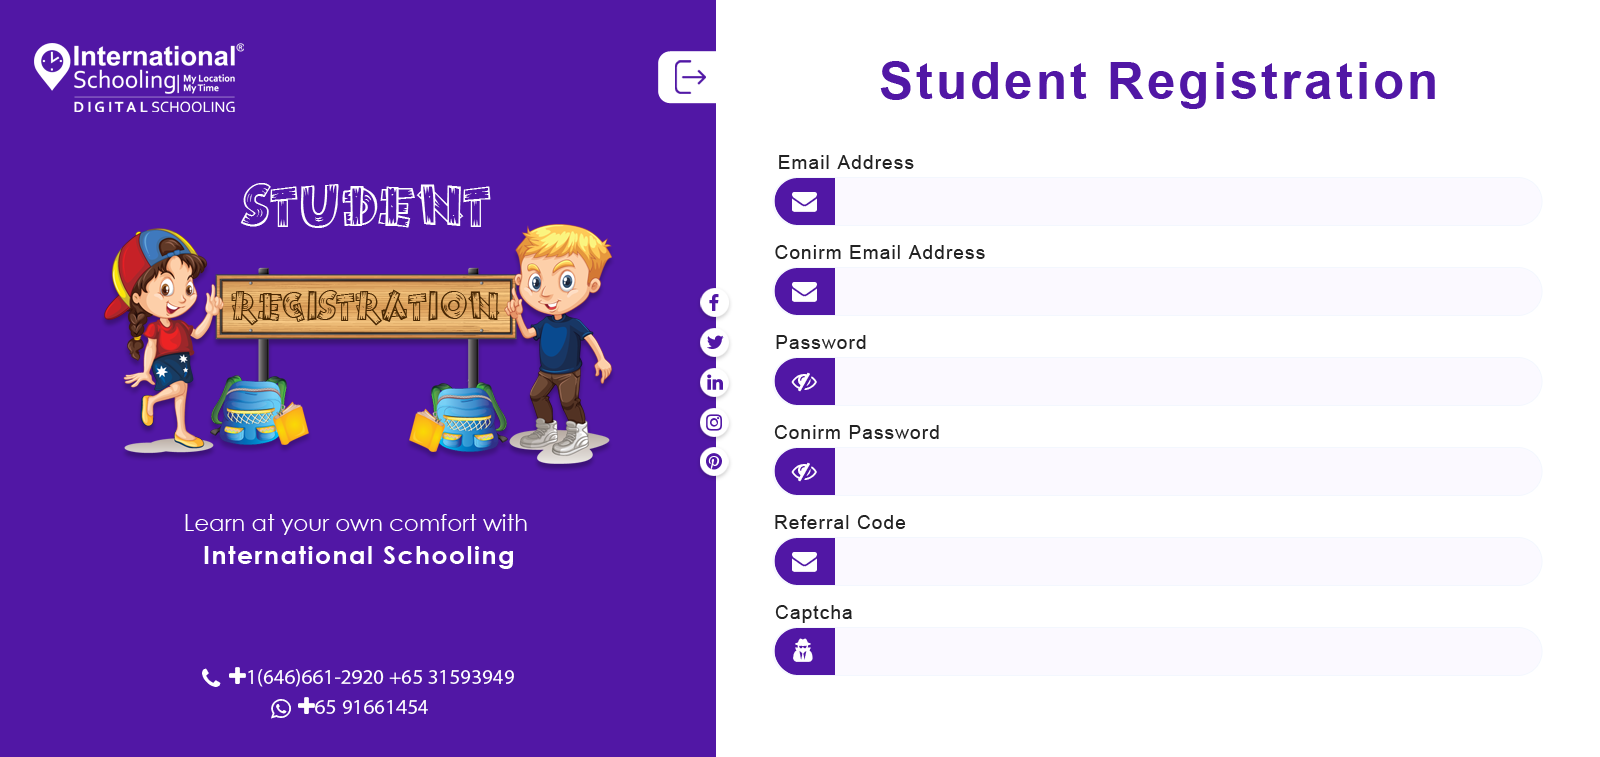 International®
Schooling | My Location
My Time
DIGITAL SCHOOLING
STUDENT
REGISTRATION
Learn at your own comfort with
International Schooling
+1(646)661-2920 +65 31593949
+65 91661454
Student Registration
Email Address
Conirm Email Address
Password
Conirm Password
Referral Code
Captcha